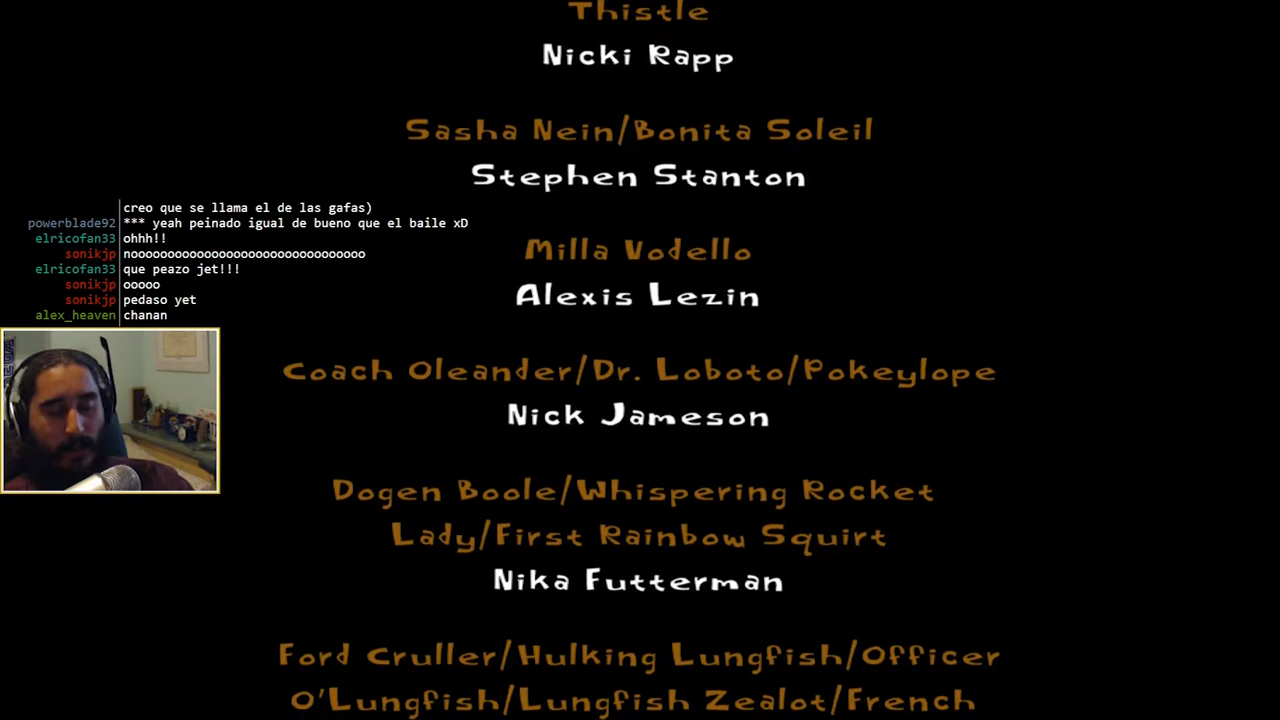 Thistle
Nicki Rapp
Sasha Nein/Bonita Soleil
Stephen Stanton
Milla Vodello
Alexis Lezin
Coach Oleander/Dr. Loboto/Pokeylope
Nick Jameson
Dogen Boole/Whispering Rocket
Lady/First Rainbow Squirt
Nika Futterman
Ford Cruller/Hulking Lungfish/Officer
O'Lungfish/Lungfish Zealot/French
creo que se llama el de las gafas)
powerblade92 *** yeah peinado igual de bueno que el baile xD
elricofan33 ohhh!!
sonikjp nooooooooooooooooooooooooooooooooo
elricofan33 que peazo jet!!!
sonikjp ooooo
sonikjp pedaso yet
alex_heaven chanan